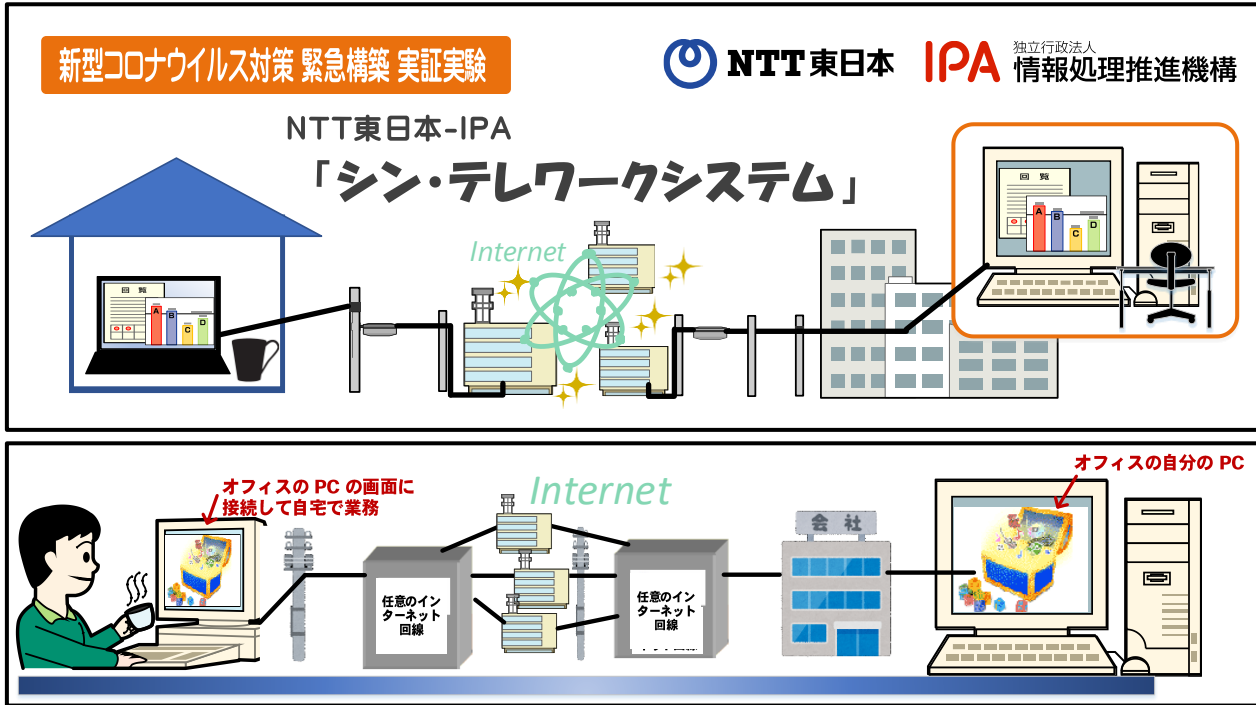 新型コロナウイルス対策 緊急構築 実証実験
NTT東日本
IPA
独立行政法人
情報処理推進機構
NTT東日本-IPA
「シン・テレワークシステム」
Internet
回覧
A
B
C
D
回 覧
A
B
C
D
オフィスの PC の画面に
接続して自宅で業務
Internet
オフィスの自分の PC
会 社
任意のイン
ターネット
回線
任意のイン
ターネット
回線